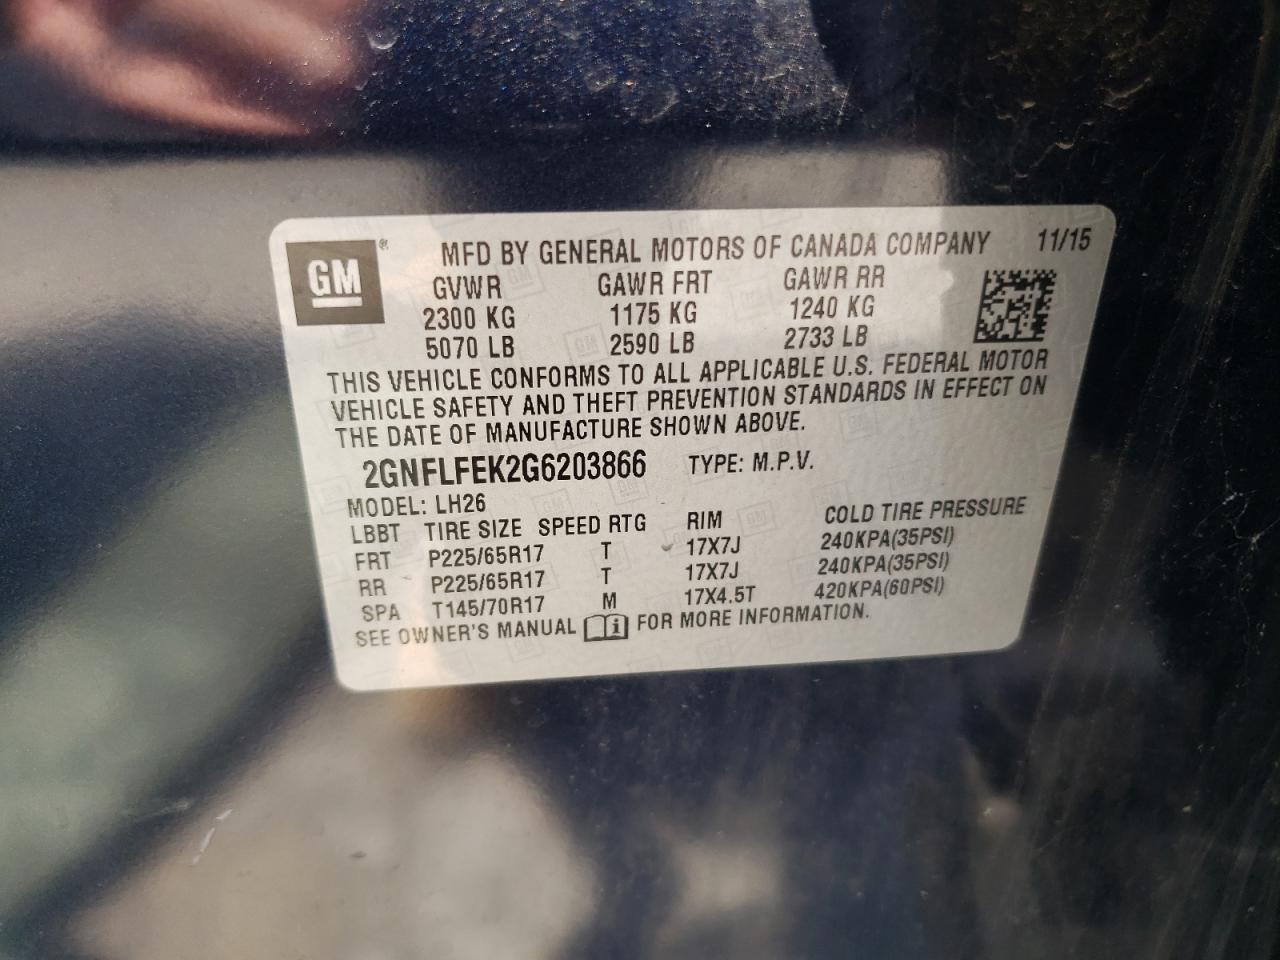 GM ® MFD BY GENERAL MOTORS OF CANADA COMPANY 11/15
GVWR GAWR FRT GAWR RR
2300 KG 1175 KG 1240 KG
5070 LB 2590 LB 2733 LB
THIS VEHICLE CONFORMS TO ALL APPLICABLE U.S. FEDERAL MOTOR
VEHICLE SAFETY AND THEFT PREVENTION STANDARDS IN EFFECT ON
THE DATE OF MANUFACTURE SHOWN ABOVE.
2GNFLFEK2G6203866 TYPE: M.P.V.
MODEL: LH26
LBBT TIRE SIZE SPEED RTG RIM COLD TIRE PRESSURE
FRT P225/65R17 T 17X7J 240KPA(35PSI)
RR P225/65R17 T 17X7J 240KPA(35PSI)
SPA T145/70R17 M 17X4.5T 420KPA(60PSI)
SEE OWNER'S MANUAL i FOR MORE INFORMATION.